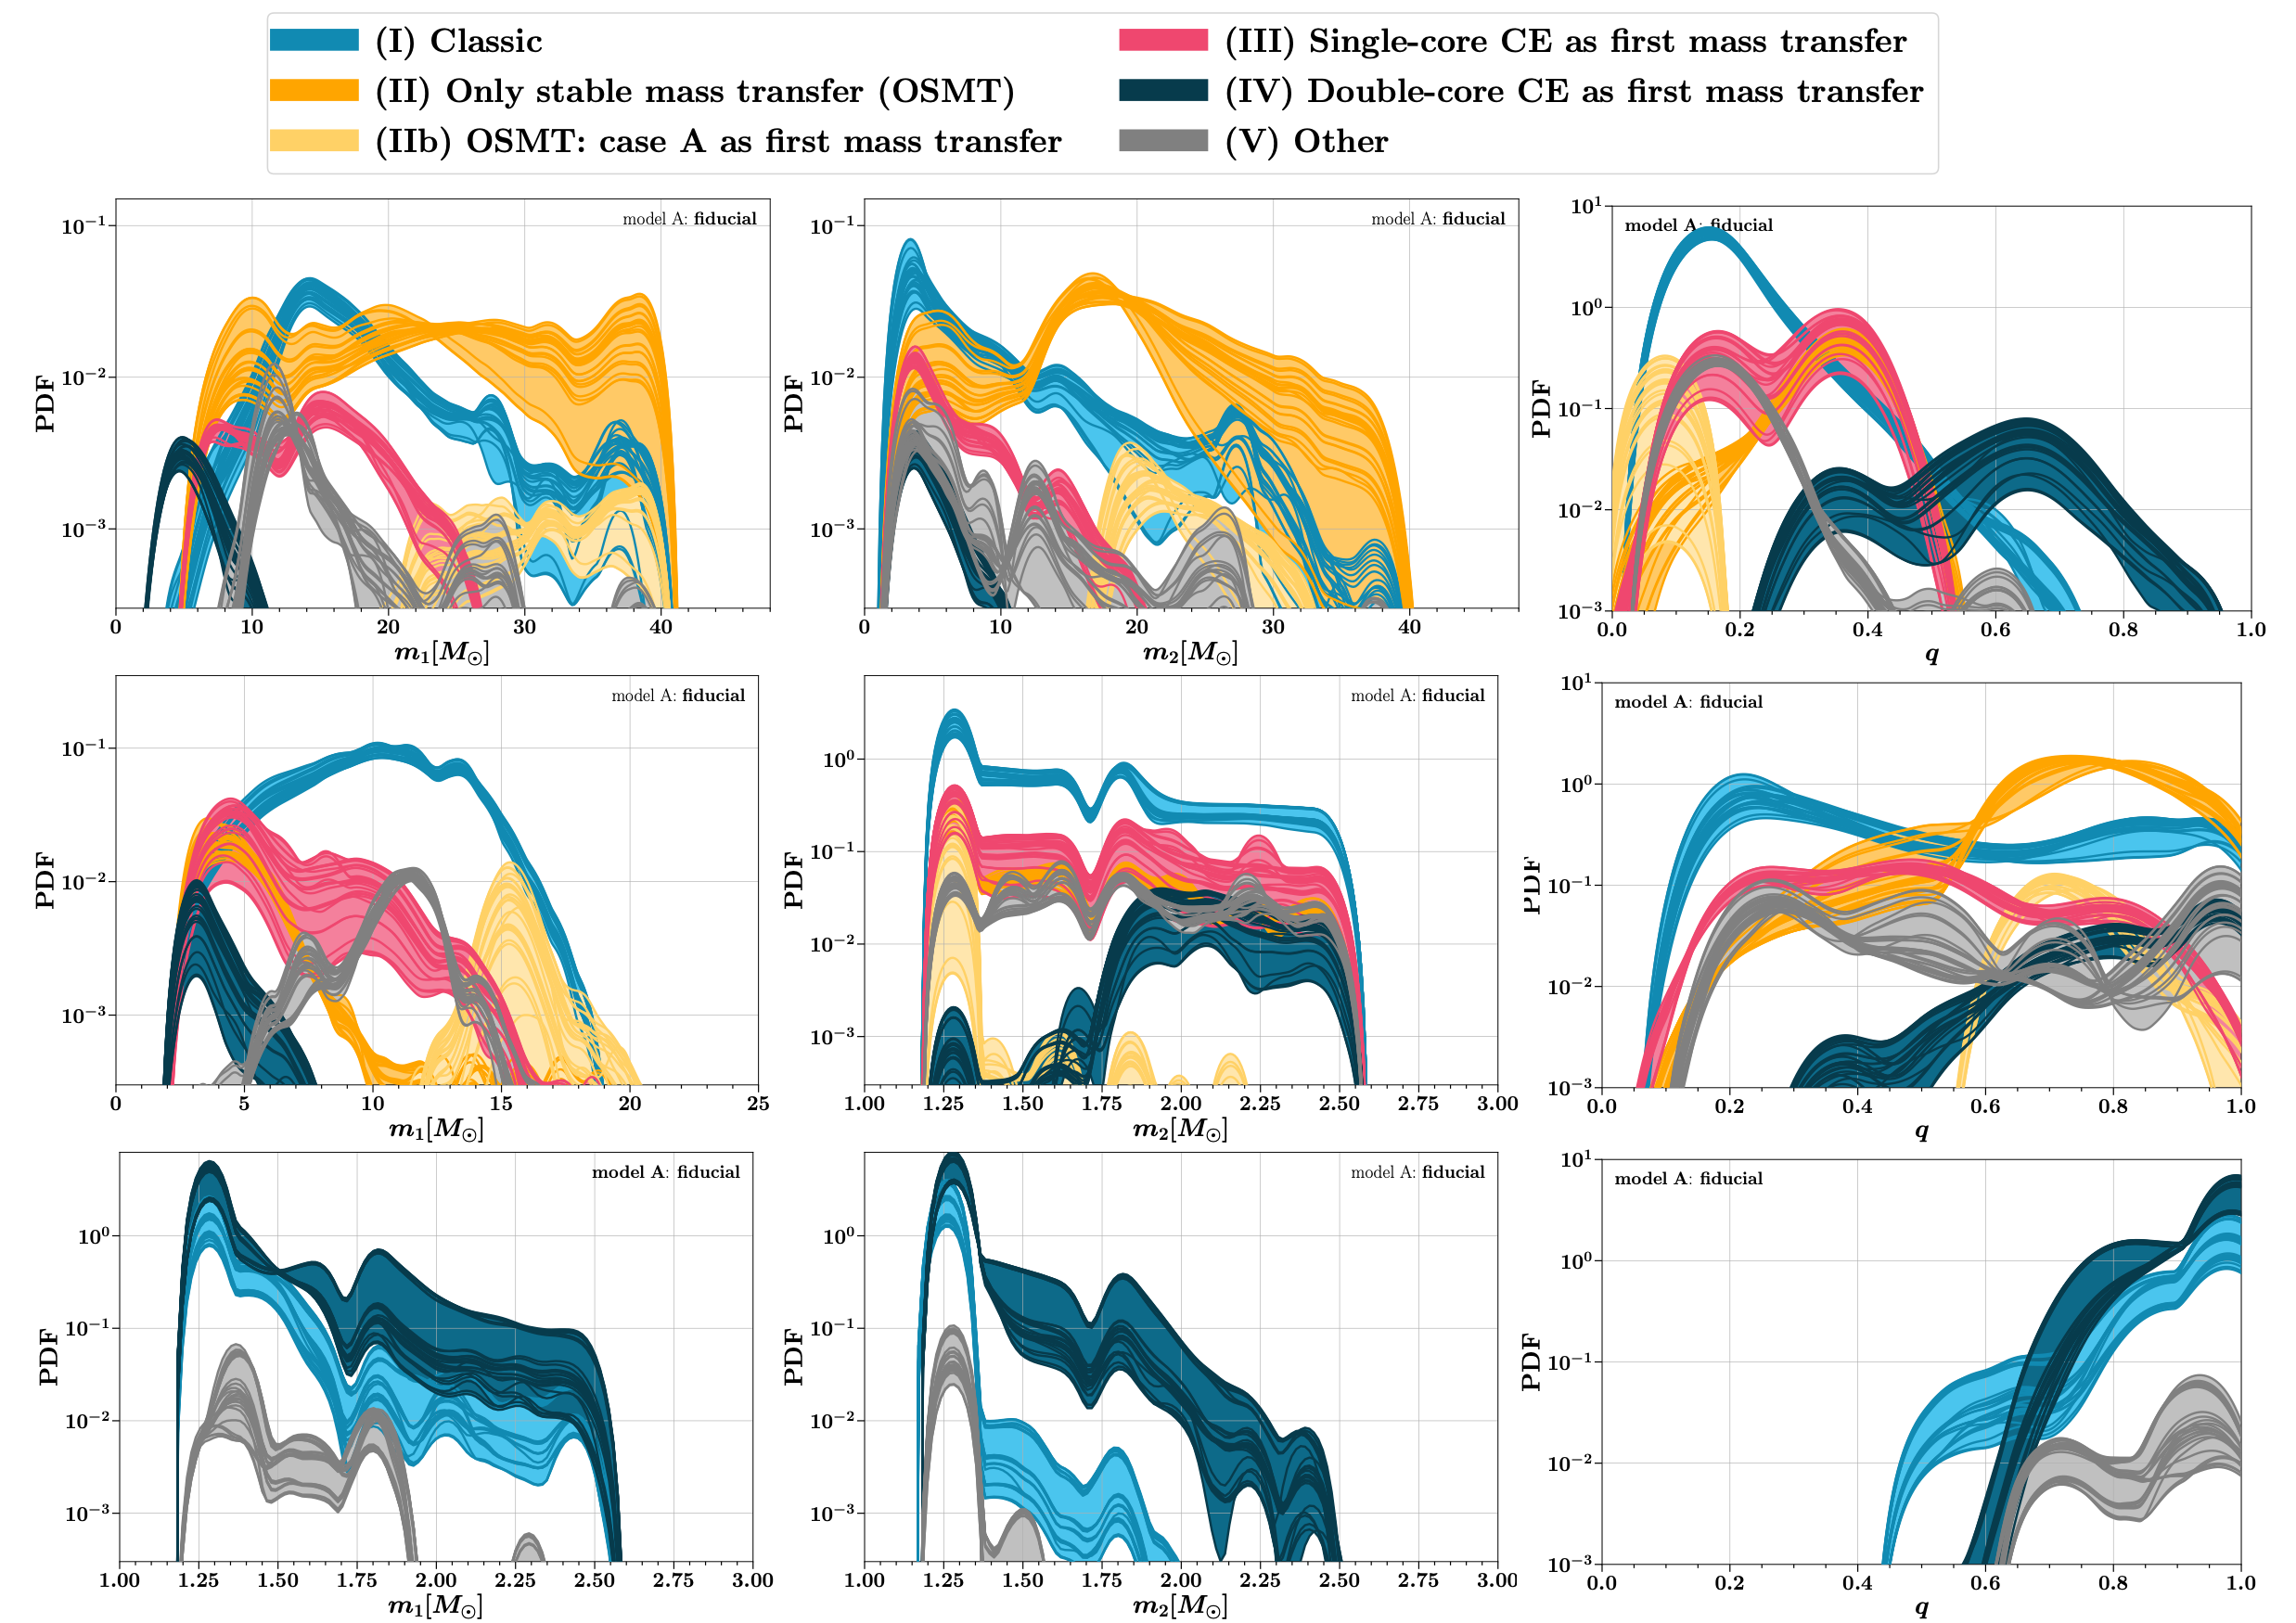 (I) Classic
(II) Only stable mass transfer (OSMT)
(IIb) OSMT: case A as first mass transfer
(III) Single-core CE as first mass transfer
(IV) Double-core CE as first mass transfer
(V) Other
model A: fiducial
PDF
10⁻¹
10⁻²
10⁻³
0 10 20 30 40
m₁[M⊙]
model A: fiducial
PDF
10⁻¹
10⁻²
10⁻³
0 10 20 30 40
m₂[M⊙]
model A: fiducial
PDF
10¹
10⁰
10⁻¹
10⁻²
10⁻³
0.0 0.2 0.4 0.6 0.8 1.0
q
model A: fiducial
PDF
10⁻¹
10⁻²
10⁻³
0 5 10 15 20 25
m₁[M⊙]
model A: fiducial
PDF
10⁰
10⁻¹
10⁻²
10⁻³
1.00 1.25 1.50 1.75 2.00 2.25 2.50 2.75 3.00
m₂[M⊙]
model A: fiducial
PDF
10¹
10⁰
10⁻¹
10⁻²
10⁻³
0.0 0.2 0.4 0.6 0.8 1.0
q
model A: fiducial
PDF
10⁰
10⁻¹
10⁻²
10⁻³
1.00 1.25 1.50 1.75 2.00 2.25 2.50 2.75 3.00
m₁[M⊙]
model A: fiducial
PDF
10⁰
10⁻¹
10⁻²
10⁻³
1.00 1.25 1.50 1.75 2.00 2.25 2.50 2.75 3.00
m₂[M⊙]
model A: fiducial
PDF
10¹
10⁰
10⁻¹
10⁻²
10⁻³
0.0 0.2 0.4 0.6 0.8 1.0
q